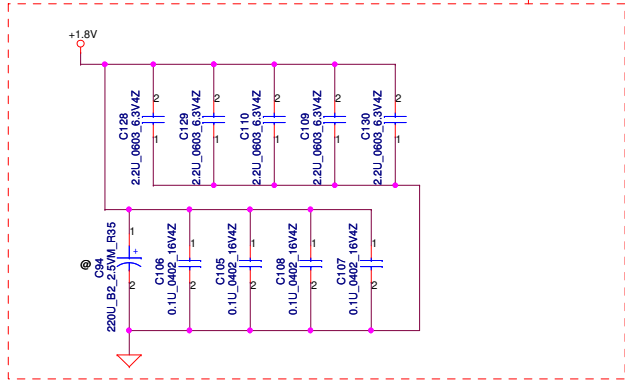 +1.8V
2
2
2
2
2
C128
2.2U_0603_6.3V4Z
C129
2.2U_0603_6.3V4Z
C110
2.2U_0603_6.3V4Z
C109
2.2U_0603_6.3V4Z
C130
2.2U_0603_6.3V4Z
1
1
1
1
1
1
1
1
1
1
+
@
C94
220U_B2_2.5VM_R35
C106
0.1U_0402_16V4Z
C105
0.1U_0402_16V4Z
C108
0.1U_0402_16V4Z
C107
0.1U_0402_16V4Z
2
2
2
2
2